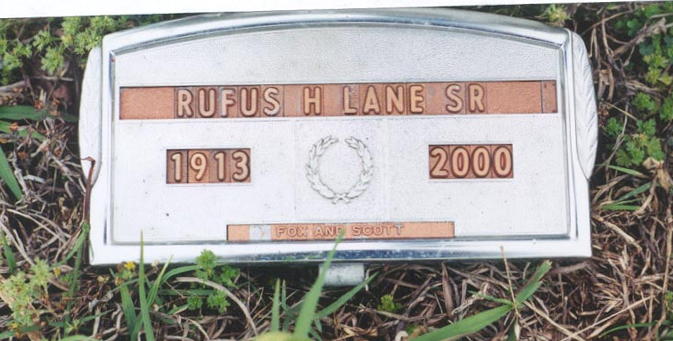 RUFUS H LANE SR
1913 2000
FOX AND SCOTT